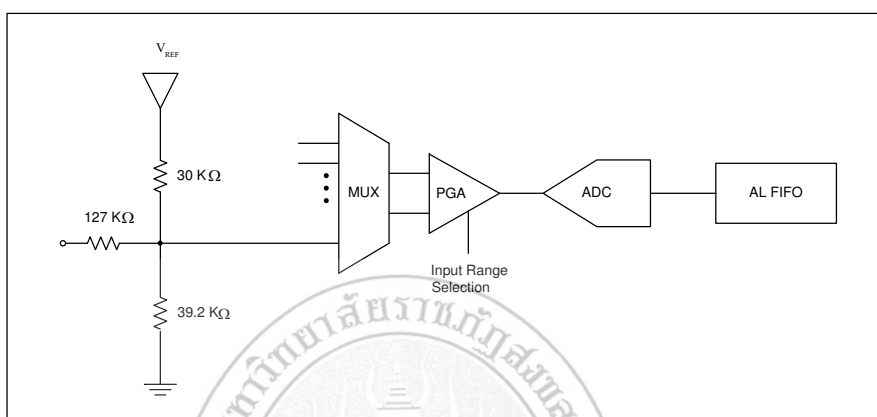 V_REF
30 KΩ
127 KΩ
39.2 KΩ
MUX
PGA
ADC
AL FIFO
Input Range
Selection